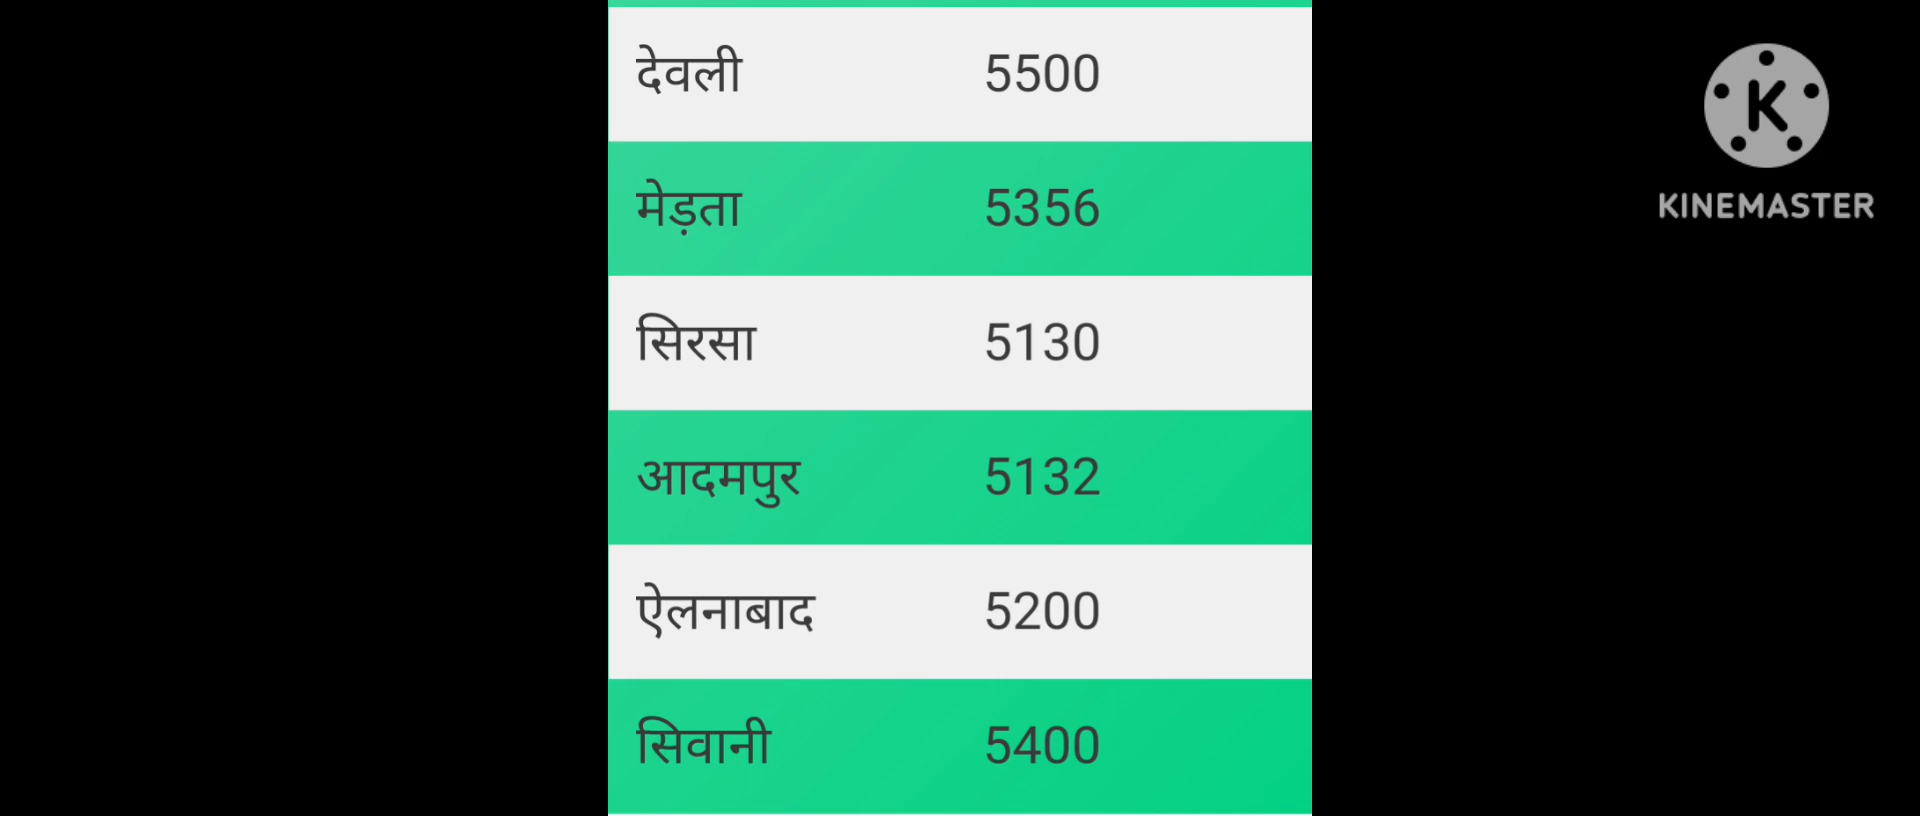 देवली 5500
मेड़ता 5356
सिरसा 5130
आदमपुर 5132
ऐलनाबाद 5200
सिवानी 5400
K
KINEMASTER